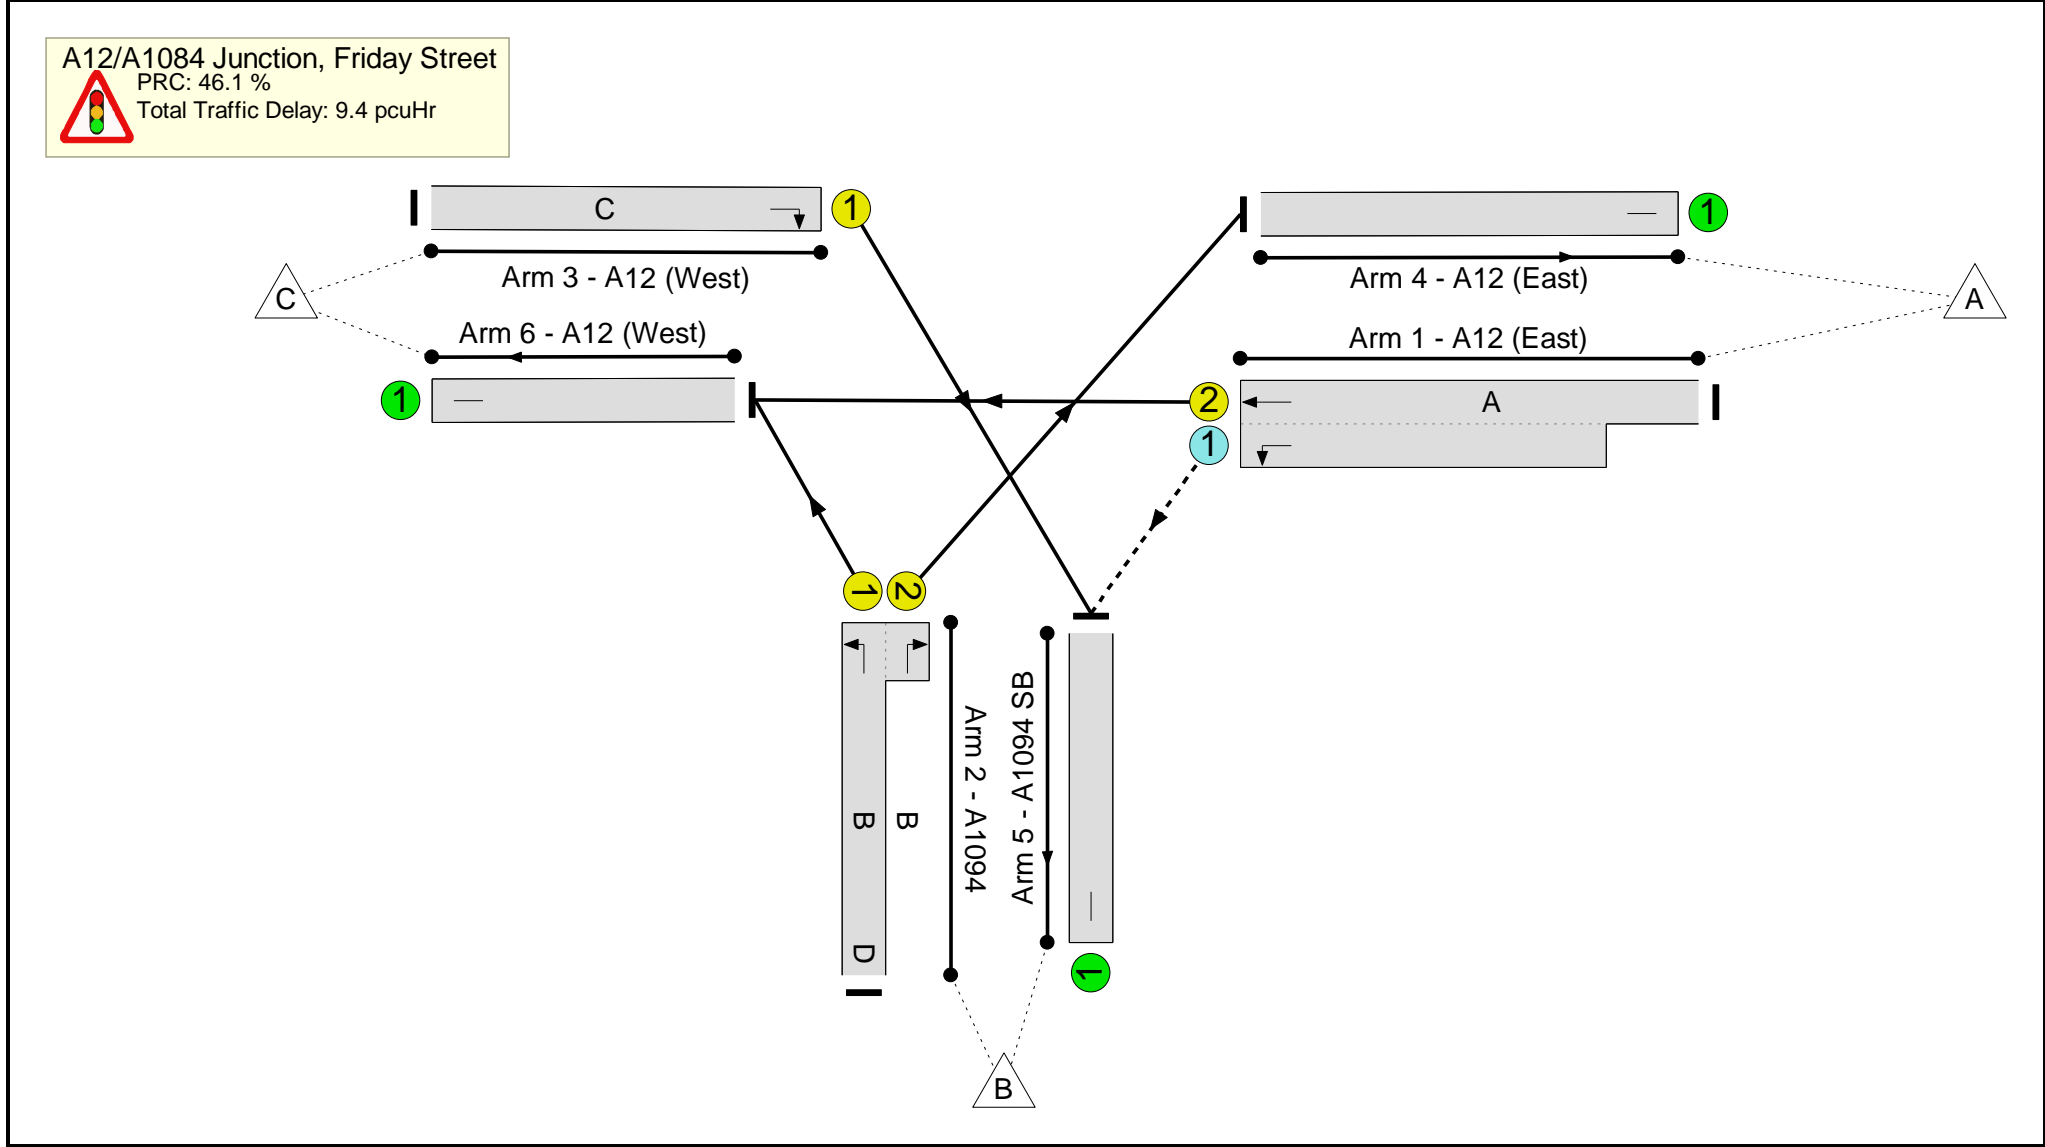 A12/A1084 Junction, Friday Street
PRC: 46.1 %
Total Traffic Delay: 9.4 pcuHr
C
1
1
Arm 3 - A12 (West)
Arm 4 - A12 (East)
C
A
Arm 6 - A12 (West)
Arm 1 - A12 (East)
1
2
A
1
1
2
Arm 2 - A1094
Arm 5 - A1094 SB
B
B
D
1
B